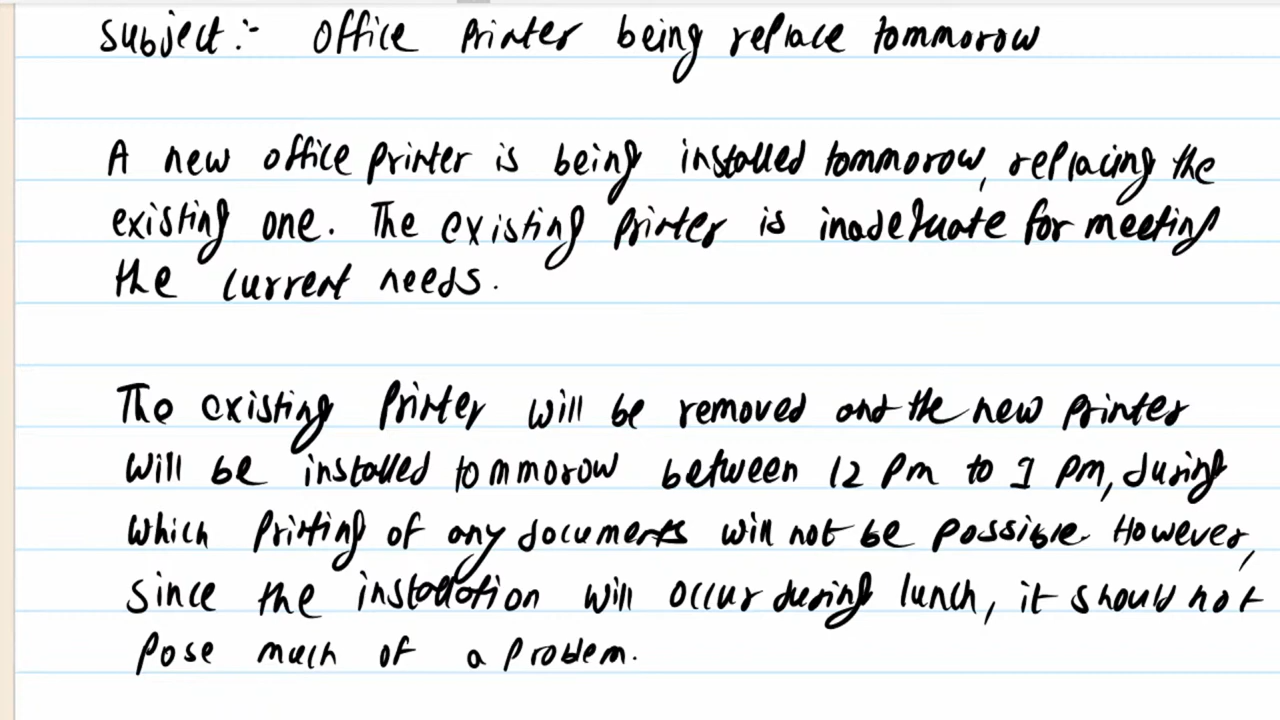 Subject:- Office Printer being replace tommorow
A new office printer is being installed tommorow, replacing the
existing one. The existing printer is inadequate for meeting
the current needs.
The existing Printer will be removed and the new printer
will be installed tommorow between 12 Pm to 1 pm, during
which Printing of any documents will not be possible. However,
since the installation will occur during lunch, it should not
pose much of a problem.